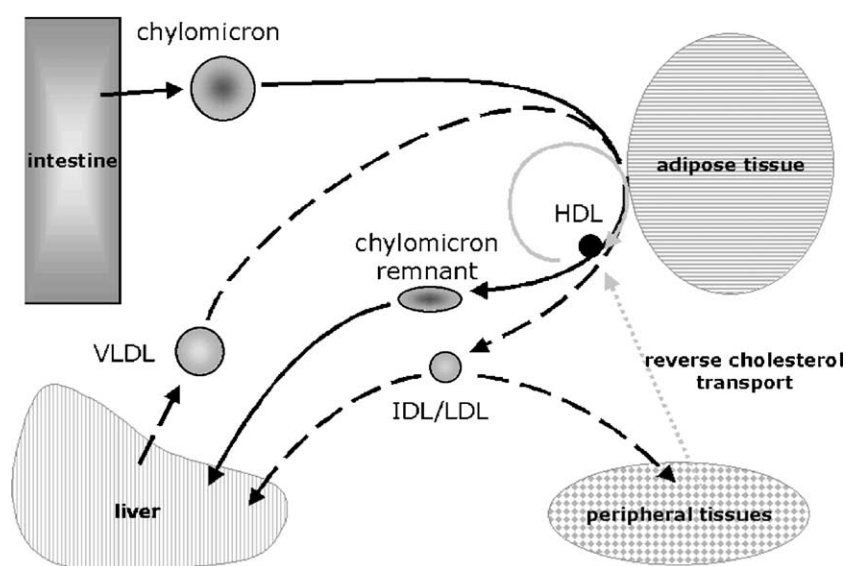 chylomicron
intestine
adipose tissue
HDL
chylomicron
remnant
VLDL
reverse cholesterol
transport
IDL/LDL
liver
peripheral tissues